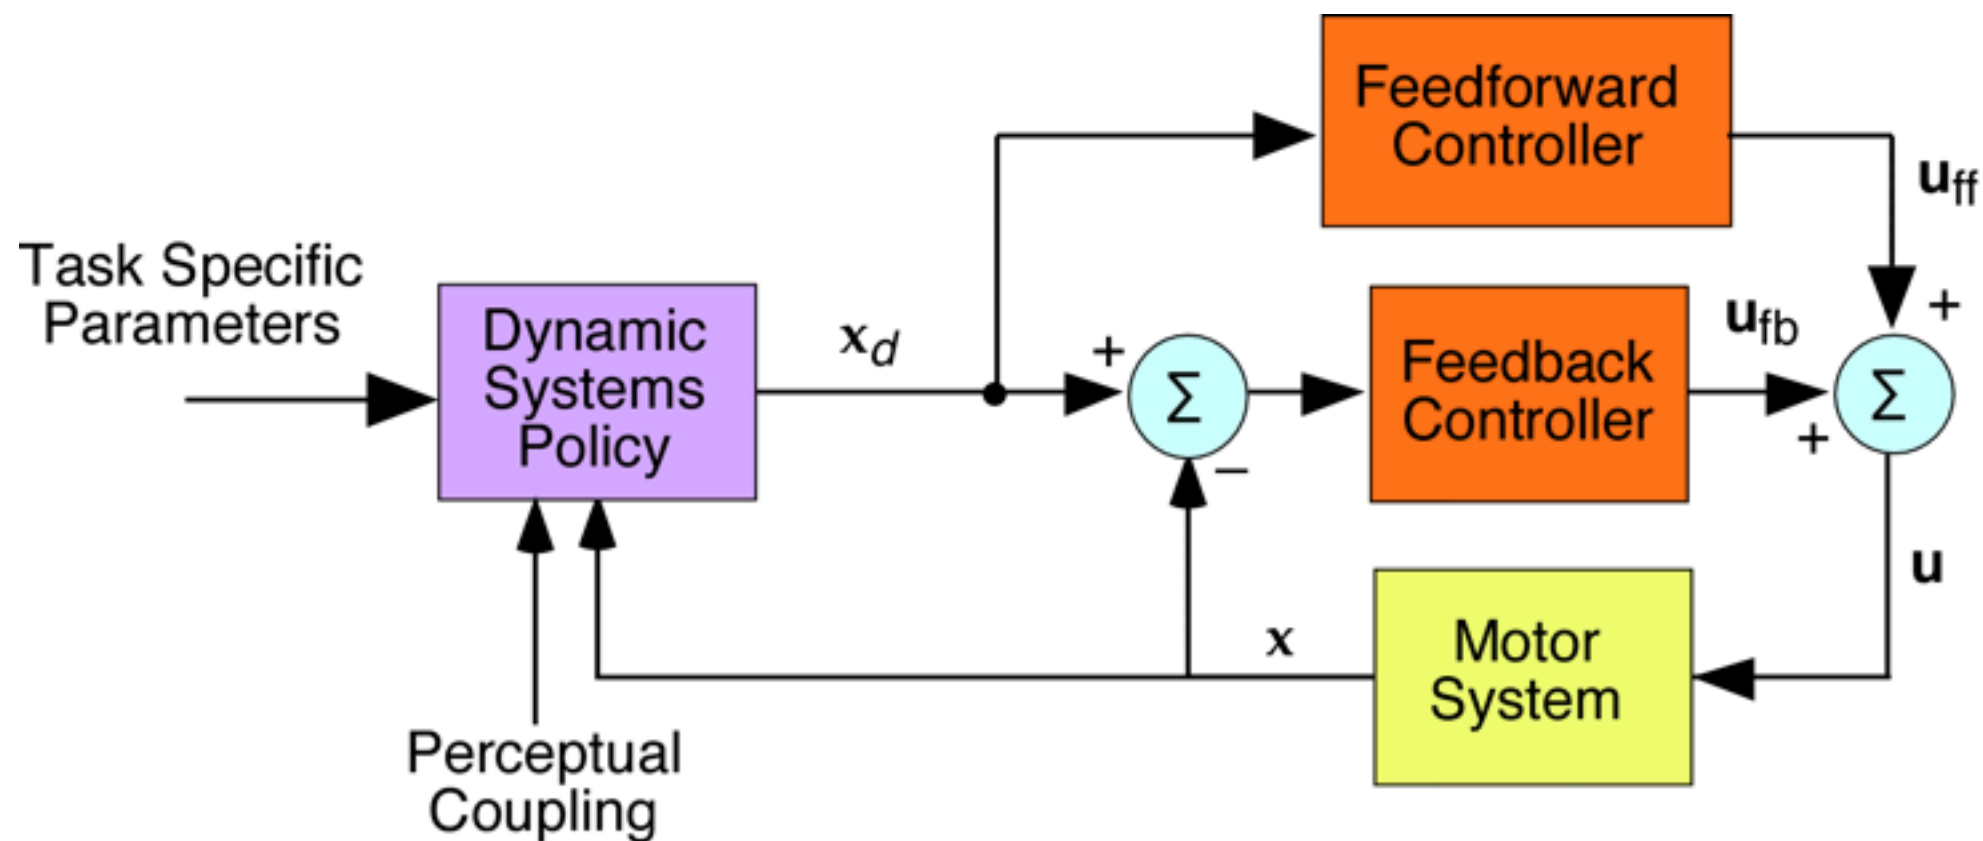 Feedforward
Controller
u_ff
Task Specific
Parameters
Dynamic
Systems
Policy
x_d
+
Σ
−
Feedback
Controller
u_fb
+
+
Σ
u
x
Motor
System
Perceptual
Coupling